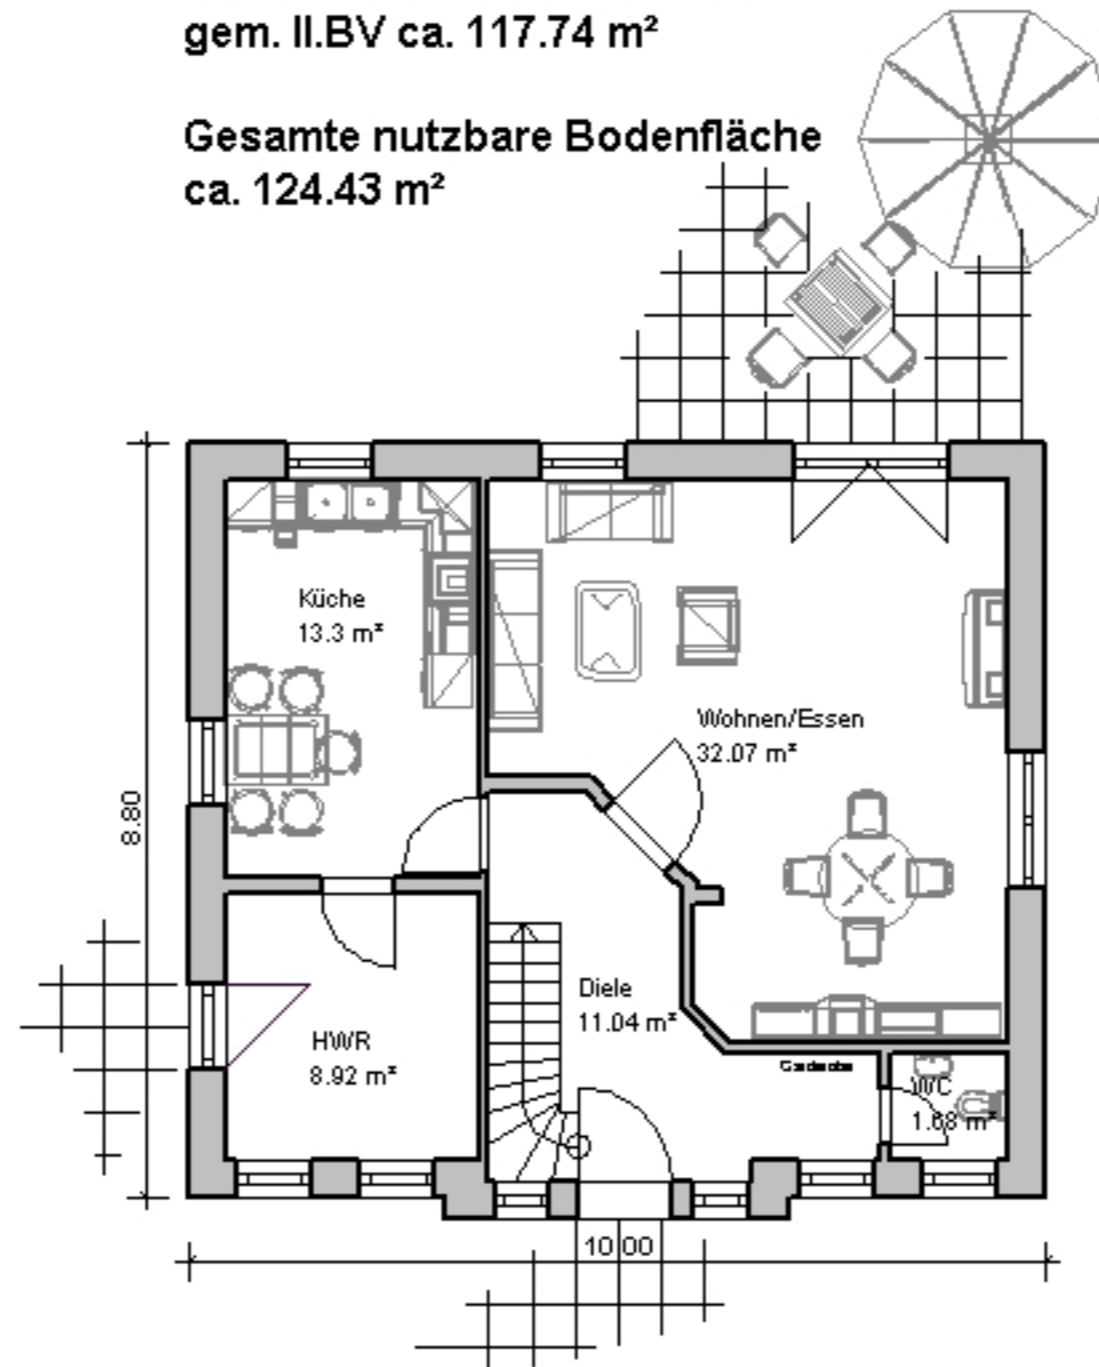 gem. II.BV ca. 117.74 m²
Gesamte nutzbare Bodenfläche
ca. 124.43 m²
Küche
13.3 m²
Wohnen/Essen
32.07 m²
8.80
Diele
11.04 m²
HWR
8.92 m²
Garderobe
WC
1.68 m²
10.00